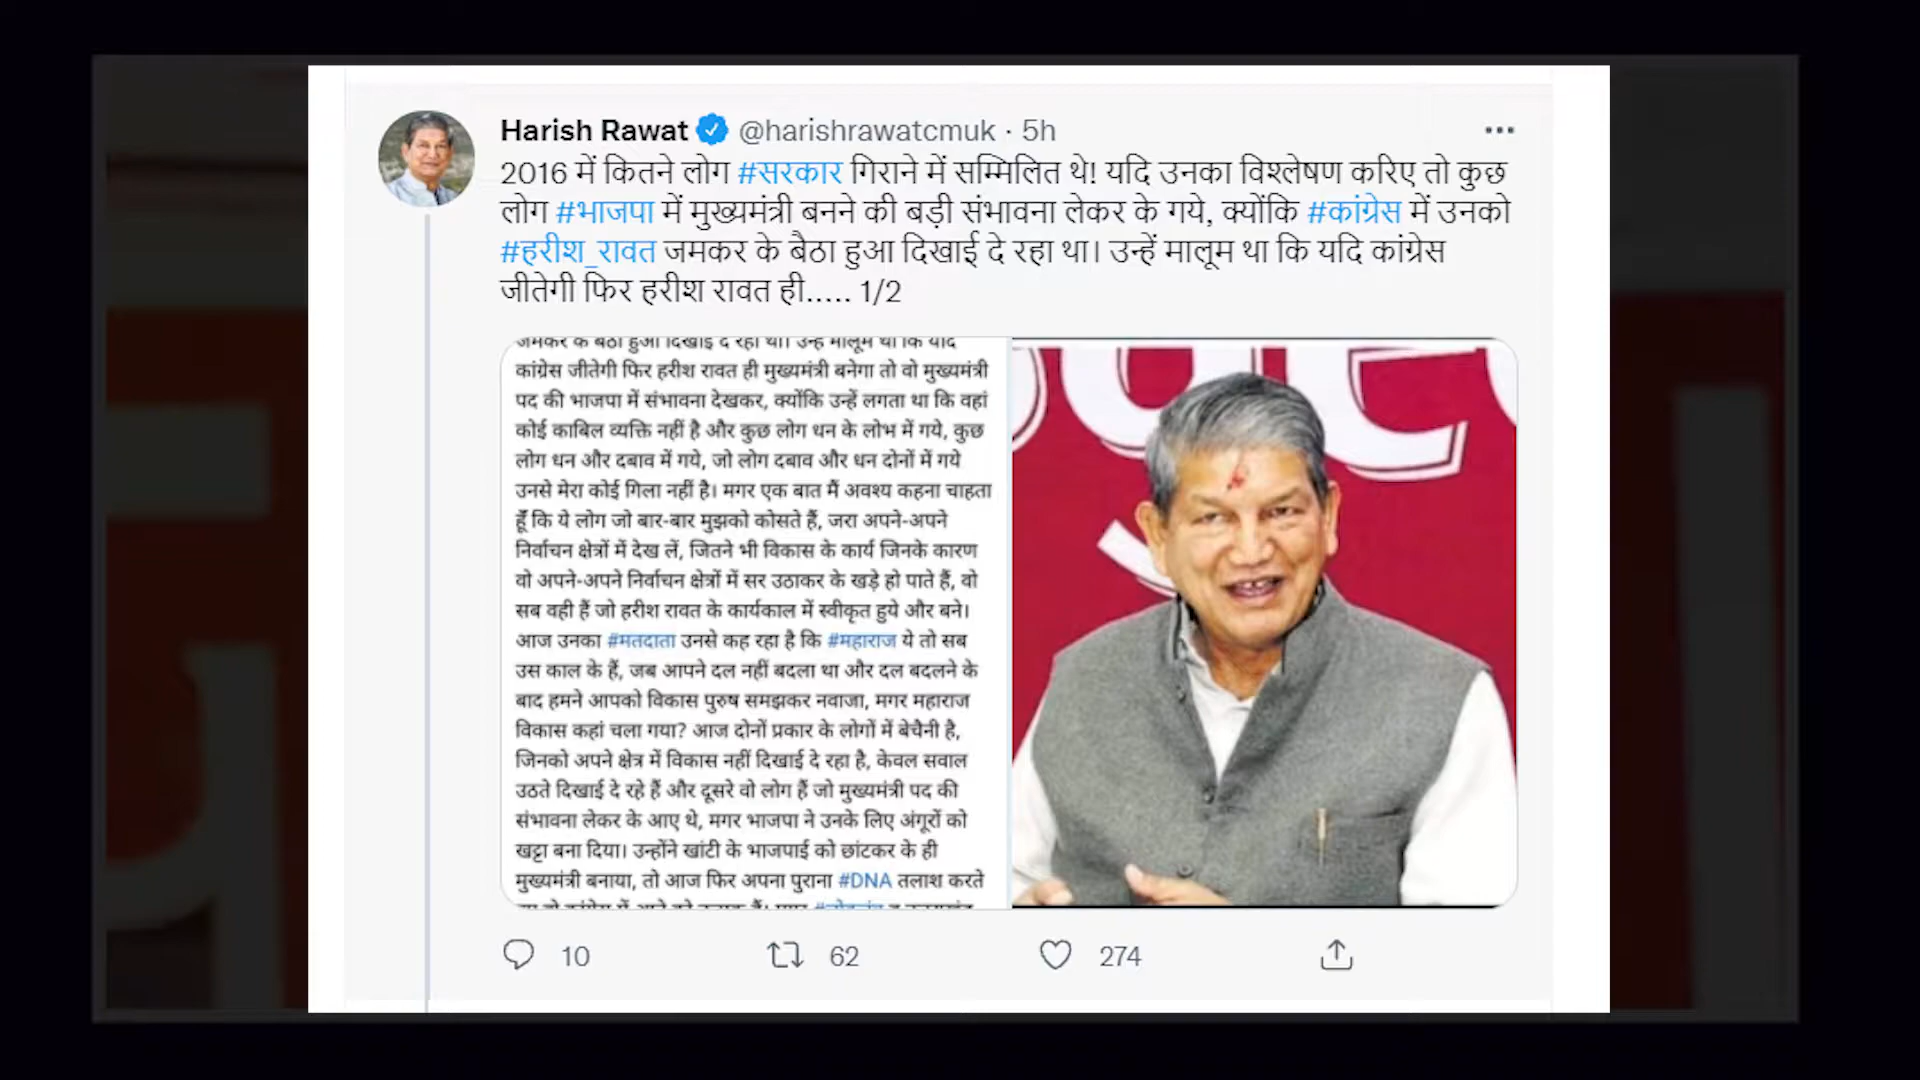 Harish Rawat @harishrawatcmuk · 5h
2016 में कितने लोग #सरकार गिराने में सम्मिलित थे! यदि उनका विश्लेषण करिए तो कुछ
लोग #भाजपा में मुख्यमंत्री बनने की बड़ी संभावना लेकर के गये, क्योंकि #कांग्रेस में उनको
#हरीश_रावत जमकर के बैठा हुआ दिखाई दे रहा था। उन्हें मालूम था कि यदि कांग्रेस
जीतेगी फिर हरीश रावत ही..... 1/2
जमकर के बैठा हुआ दिखाई दे रहा था। उन्हें मालूम था कि यदि
कांग्रेस जीतेगी फिर हरीश रावत ही मुख्यमंत्री बनेगा तो वो मुख्यमंत्री
पद की भाजपा में संभावना देखकर, क्योंकि उन्हें लगता था कि वहां
कोई काबिल व्यक्ति नहीं है और कुछ लोग धन के लोभ में गये, कुछ
लोग धन और दबाव में गये, जो लोग दबाव और धन दोनों में गये
उनसे मेरा कोई गिला नहीं है। मगर एक बात मैं अवश्य कहना चाहता
हूँ कि ये लोग जो बार-बार मुझको कोसते हैं, जरा अपने-अपने
निर्वाचन क्षेत्रों में देख लें, जितने भी विकास के कार्य जिनके कारण
वो अपने-अपने निर्वाचन क्षेत्रों में सर उठाकर के खड़े हो पाते हैं, वो
सब वही हैं जो हरीश रावत के कार्यकाल में स्वीकृत हुये और बने।
आज उनका #मतदाता उनसे कह रहा है कि #महाराज ये तो सब
उस काल के हैं, जब आपने दल नहीं बदला था और दल बदलने के
बाद हमने आपको विकास पुरुष समझकर नवाजा, मगर महाराज
विकास कहां चला गया? आज दोनों प्रकार के लोगों में बेचैनी है,
जिनको अपने क्षेत्र में विकास नहीं दिखाई दे रहा है, केवल सवाल
उठते दिखाई दे रहे हैं और दूसरे वो लोग हैं जो मुख्यमंत्री पद की
संभावना लेकर के आए थे, मगर भाजपा ने उनके लिए अंगूरों को
खट्टा बना दिया। उन्होंने खांटी के भाजपाई को छांटकर के ही
मुख्यमंत्री बनाया, तो आज फिर अपना पुराना #DNA तलाश करते
10 62 274